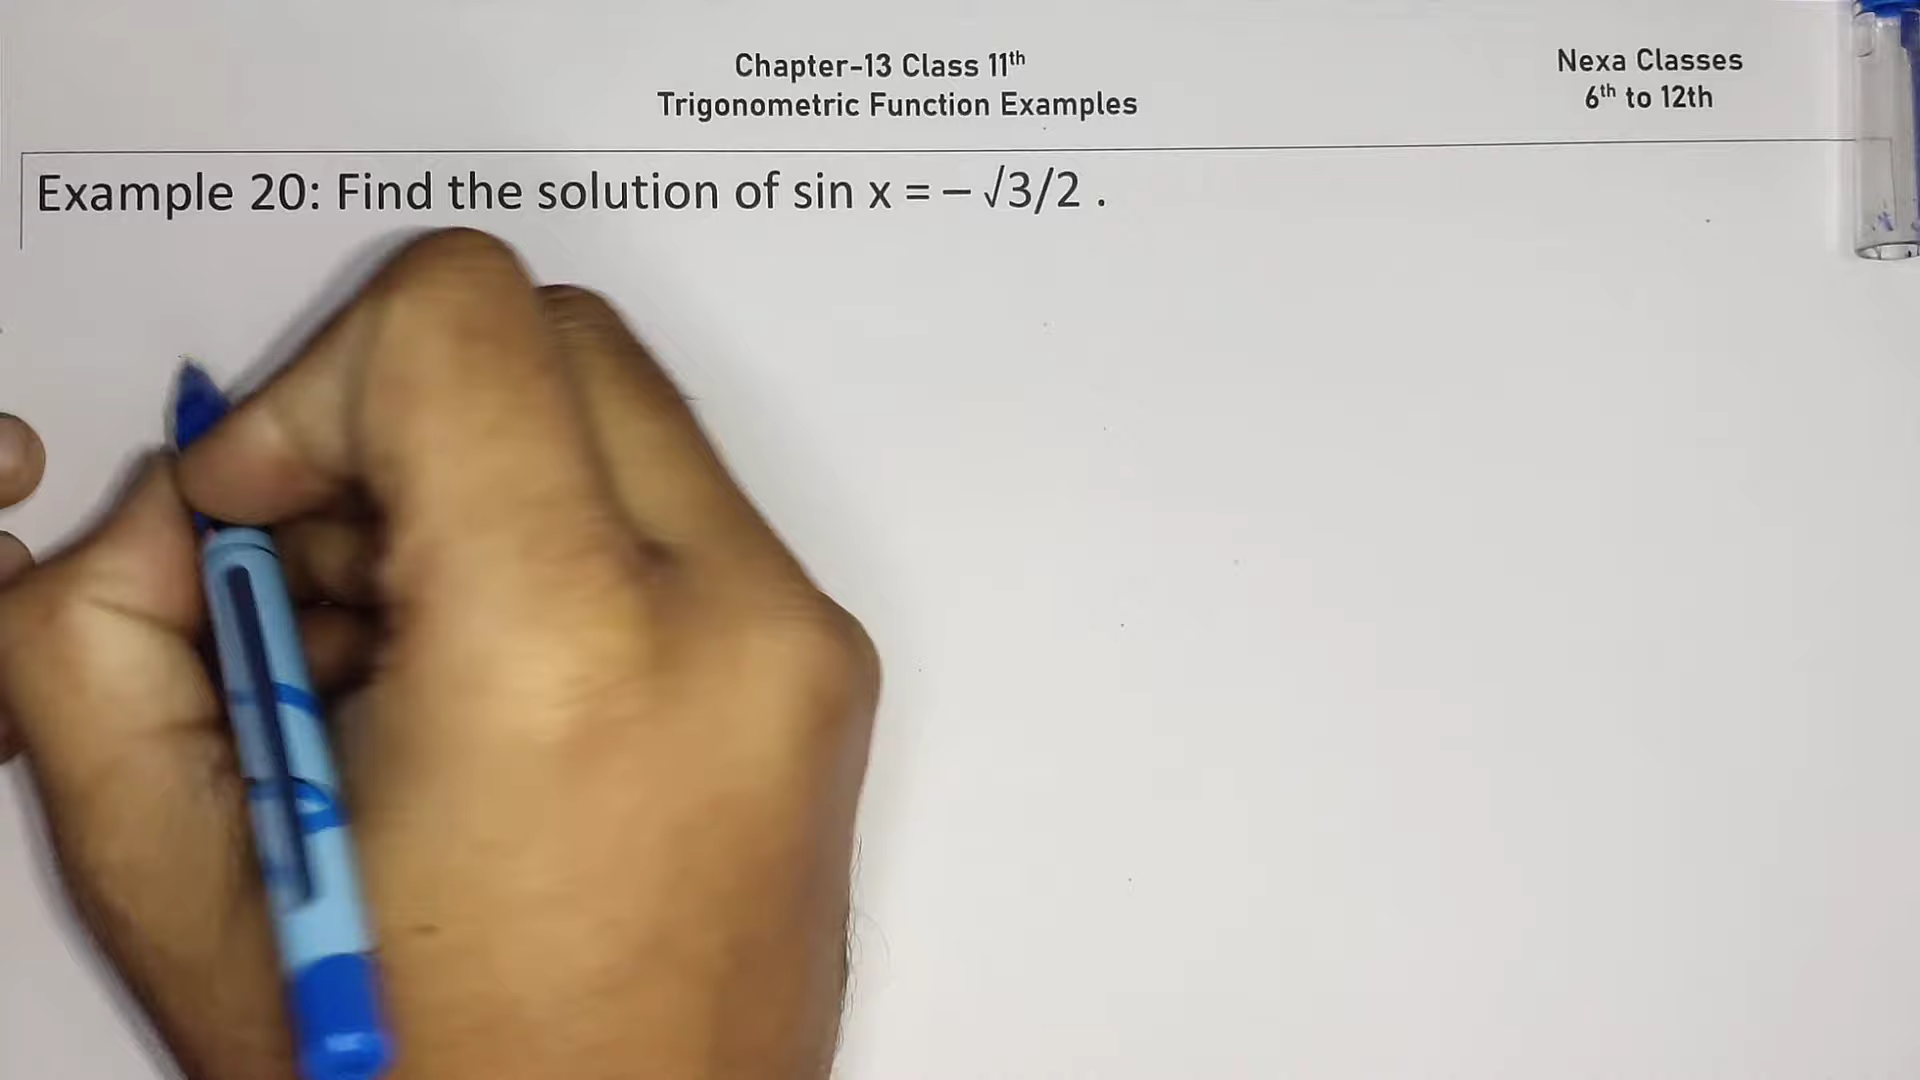 Chapter-13 Class 11th
Trigonometric Function Examples
Nexa Classes
6th to 12th
Example 20: Find the solution of sin x = – √3/2 .